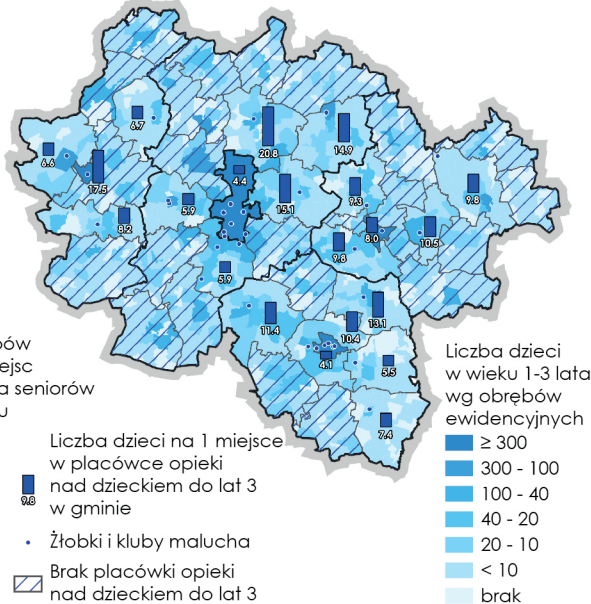 6.7
6.6
17.5
8.2
20.8
14.9
4.4
5.9
15.1
9.3
9.8
8.0
10.5
9.8
5.9
11.4
13.1
10.4
4.1
5.5
7.4
bów
ejsc
a seniorów
u
Liczba dzieci na 1 miejsce
w placówce opieki
nad dzieckiem do lat 3
w gminie
9.8
Żłobki i kluby malucha
Brak placówki opieki
nad dzieckiem do lat 3
Liczba dzieci
w wieku 1-3 lata
wg obrębów
ewidencyjnych
≥ 300
300 - 100
100 - 40
40 - 20
20 - 10
< 10
brak